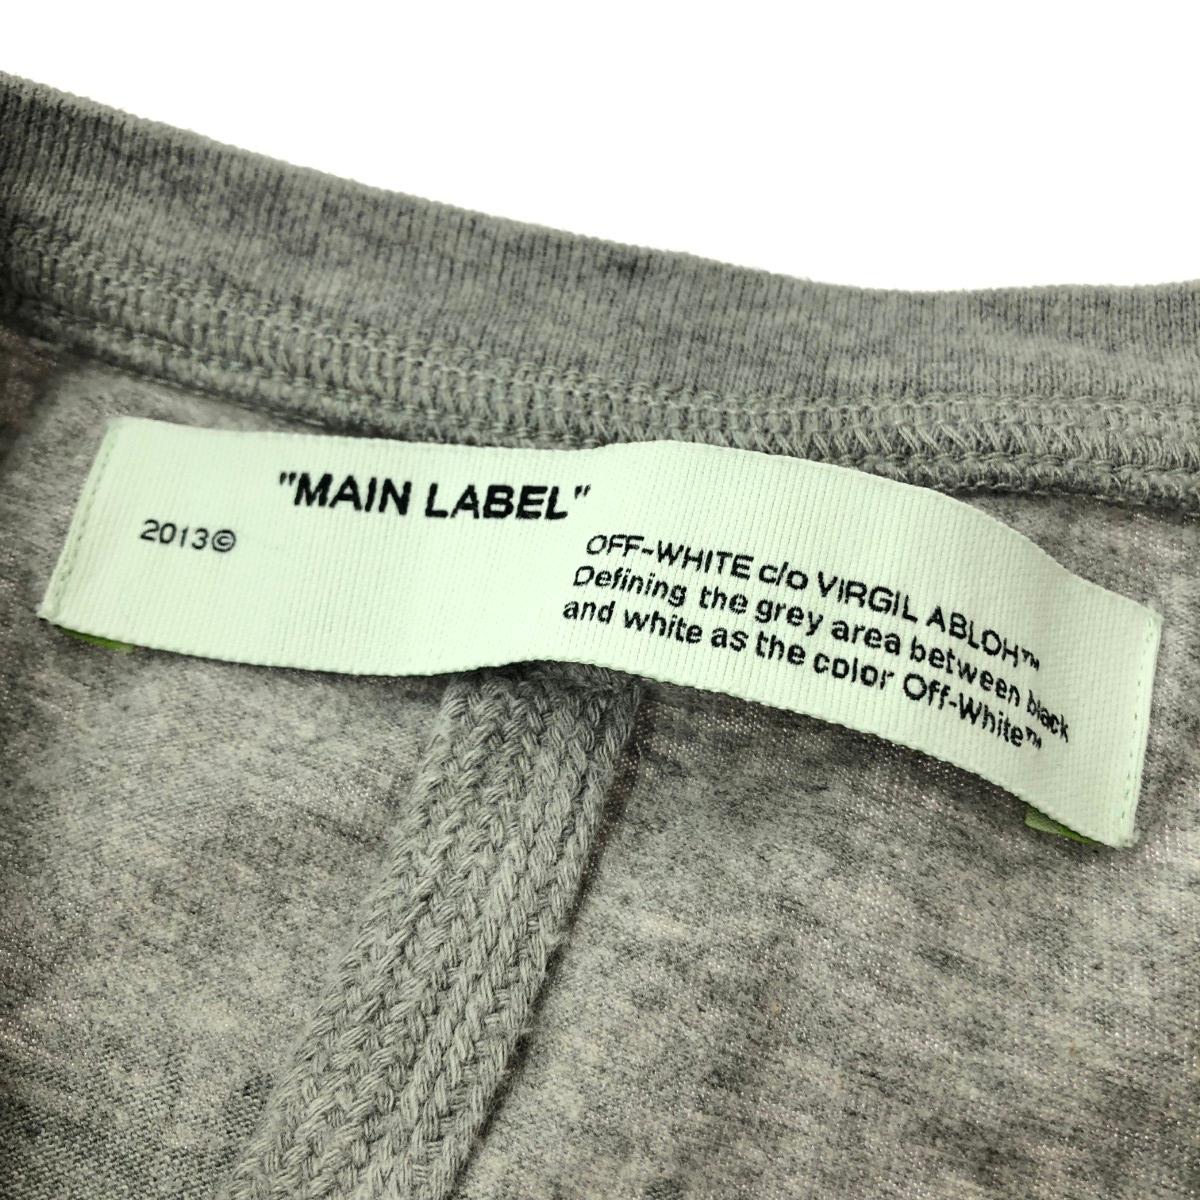 "MAIN LABEL"
2013©
OFF-WHITE c/o VIRGIL ABLOH™
Defining the grey area between black
and white as the color Off-White™